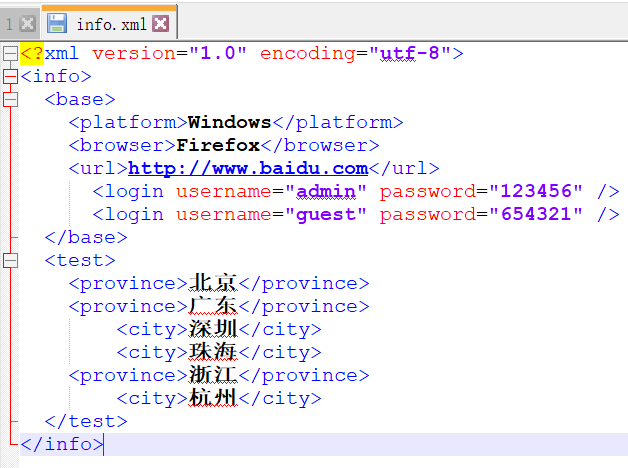 1 info.xml
<?xml version="1.0" encoding="utf-8">
<info>
<base>
<platform>Windows</platform>
<browser>Firefox</browser>
<url>http://www.baidu.com</url>
<login username="admin" password="123456" />
<login username="guest" password="654321" />
</base>
<test>
<province>北京</province>
<province>广东</province>
<city>深圳</city>
<city>珠海</city>
<province>浙江</province>
<city>杭州</city>
</test>
</info>